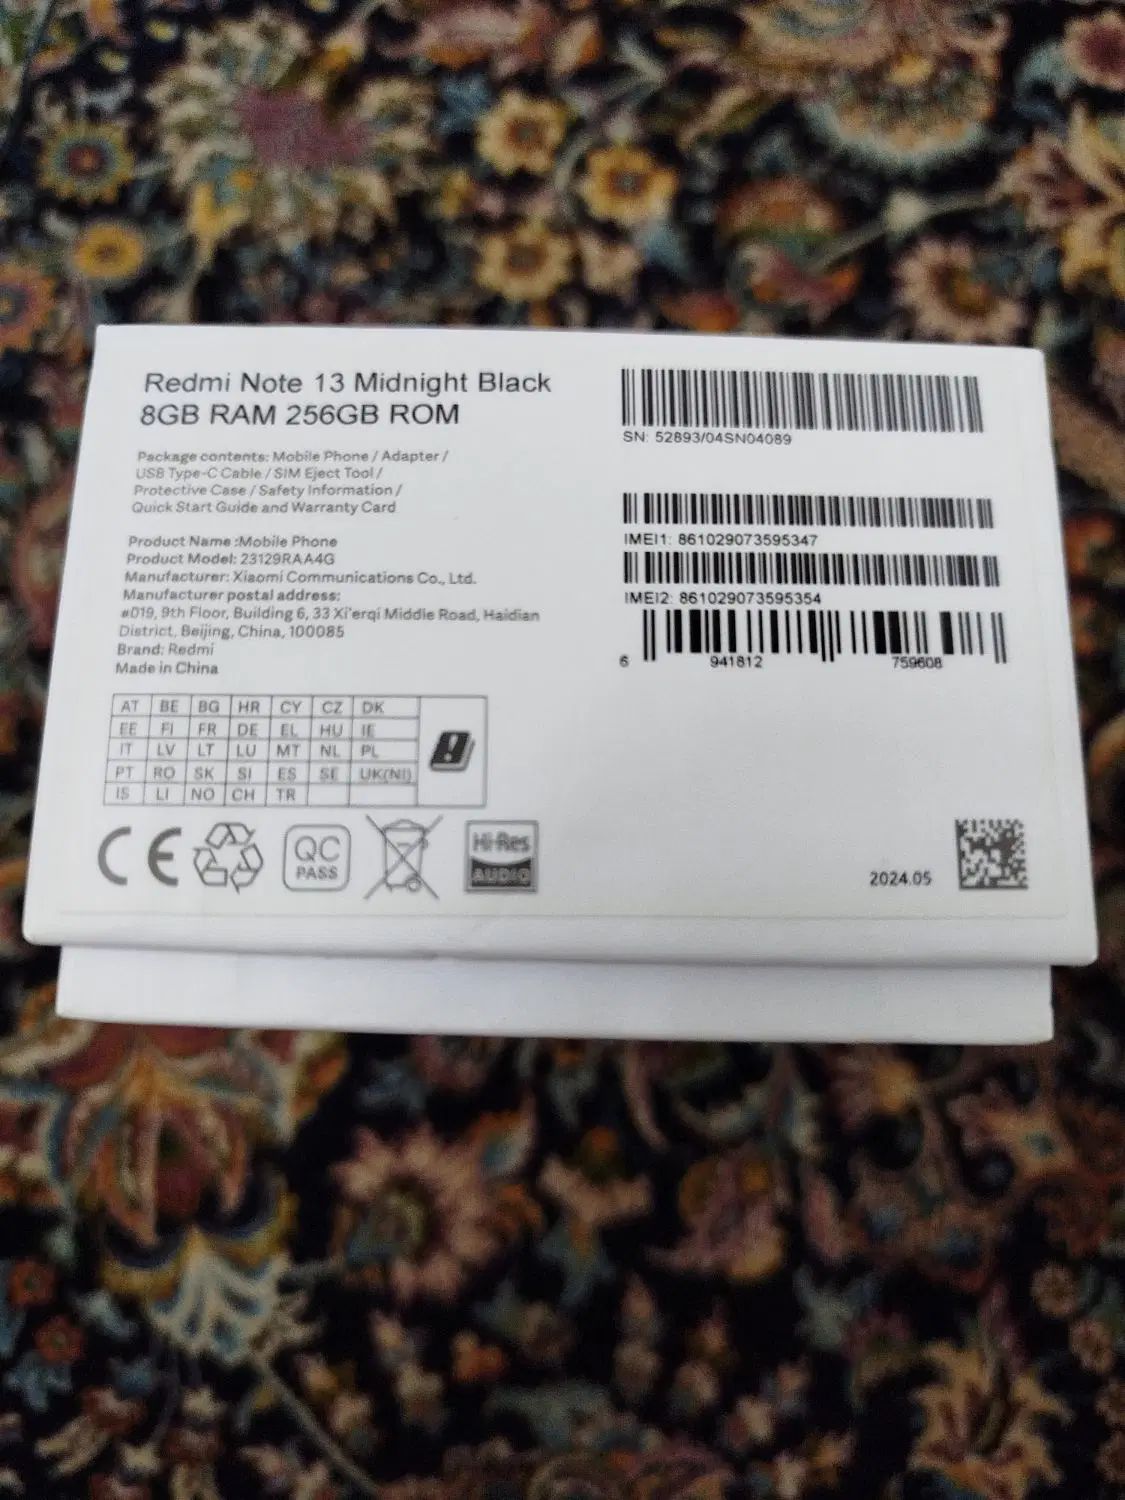 Redmi Note 13 Midnight Black
8GB RAM 256GB ROM
Package contents: Mobile Phone / Adapter /
USB Type-C Cable / SIM Eject Tool /
Protective Case / Safety Information /
Quick Start Guide and Warranty Card
Product Name :Mobile Phone
Product Model: 23129RAA4G
Manufacturer: Xiaomi Communications Co., Ltd.
Manufacturer postal address:
#019, 9th Floor, Building 6, 33 Xi'erqi Middle Road, Haidian
District, Beijing, China, 100085
Brand: Redmi
Made in China
AT BE BG HR CY CZ DK
EE FI FR DE EL HU IE
IT LV LT LU MT NL PL
PT RO SK SI ES SE UK(NI)
IS LI NO CH TR
CE
QC
PASS
Hi-Res
AUDIO
SN: 52893/04SN04089
IMEI1: 861029073595347
IMEI2: 861029073595354
6 941812 759608
2024.05